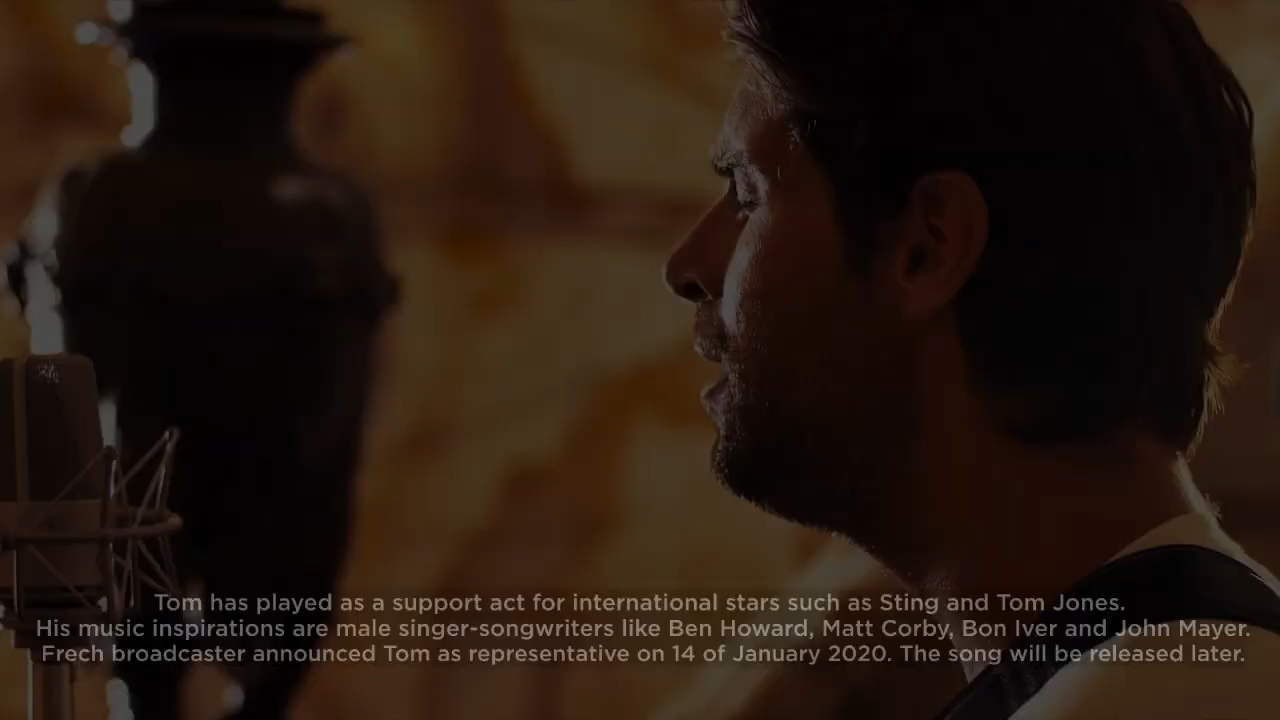 Tom has played as a support act for international stars such as Sting and Tom Jones.
His music inspirations are male singer-songwriters like Ben Howard, Matt Corby, Bon Iver and John Mayer.
Frech broadcaster announced Tom as representative on 14 of January 2020. The song will be released later.